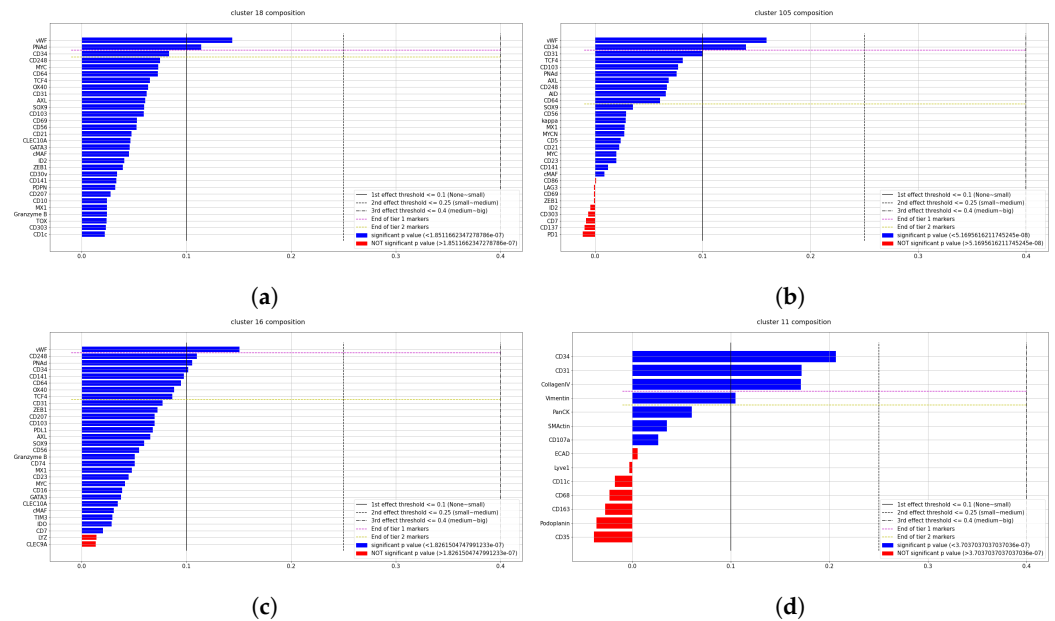 cluster 18 composition
vWF
PNAd
CD34
CD248
MYC
CD64
TCF4
OX40
CD31
AXL
SOX9
CD103
CD69
CD56
CD21
CLEC10A
GATA3
cMAF
ID2
ZEB1
CD30v
CD141
PDPN
CD207
CD10
MX1
Granzyme B
TOX
CD303
CD1c
1st effect threshold <= 0.1 (None~small)
2nd effect threshold <= 0.25 (small~medium)
3rd effect threshold <= 0.4 (medium~big)
End of tier 1 markers
End of tier 2 markers
significant p value (<1.8511662347278786e-07)
NOT significant p value (>1.8511662347278786e-07)
0.0 0.1 0.2 0.3 0.4
(a)
cluster 105 composition
vWF
CD34
CD31
TCF4
CD103
PNAd
AXL
CD248
AID
CD64
SOX9
CD56
kappa
MX1
MYCN
CD5
CD21
MYC
CD23
CD141
cMAF
CD86
LAG3
CD69
ZEB1
ID2
CD303
CD7
CD137
PD1
1st effect threshold <= 0.1 (None~small)
2nd effect threshold <= 0.25 (small~medium)
3rd effect threshold <= 0.4 (medium~big)
End of tier 1 markers
End of tier 2 markers
significant p value (<5.1695616211745245e-08)
NOT significant p value (>5.1695616211745245e-08)
0.0 0.1 0.2 0.3 0.4
(b)
cluster 16 composition
vWF
CD248
PNAd
CD34
CD141
CD64
OX40
TCF4
CD31
ZEB1
CD207
CD103
PDL1
AXL
SOX9
CD56
Granzyme B
CD74
MX1
CD23
MYC
CD16
GATA3
CLEC10A
cMAF
TIM3
IDO
CD7
LYZ
CLEC9A
1st effect threshold <= 0.1 (None~small)
2nd effect threshold <= 0.25 (small~medium)
3rd effect threshold <= 0.4 (medium~big)
End of tier 1 markers
End of tier 2 markers
significant p value (<1.8261504747991233e-07)
NOT significant p value (>1.8261504747991233e-07)
0.0 0.1 0.2 0.3 0.4
(c)
cluster 11 composition
CD34
CD31
CollagenIV
Vimentin
PanCK
SMActin
CD107a
ECAD
Lyve1
CD11c
CD68
CD163
Podoplanin
CD35
1st effect threshold <= 0.1 (None~small)
2nd effect threshold <= 0.25 (small~medium)
3rd effect threshold <= 0.4 (medium~big)
End of tier 1 markers
End of tier 2 markers
significant p value (<3.7037037037037036e-07)
NOT significant p value (>3.7037037037037036e-07)
0.0 0.1 0.2 0.3 0.4
(d)